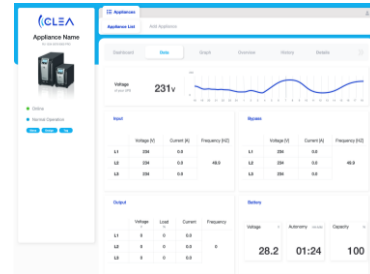 CLEA
Appliance Name
Online
Normal Operation
Appliances
Appliance List
Add Appliance
Dashboard
Data
Graph
Overview
History
Details
Voltage
231v
Input
Voltage [V]
Current [A]
Frequency [HZ]
L1
234
0.0
L2
234
0.0
49.9
L3
234
0.0
Bypass
Voltage [V]
Current [A]
Frequency [HZ]
L1
234
0.0
L2
234
0.0
49.9
L3
234
0.0
Output
Voltage
Load
Current
Frequency
L1
0
0
0.0
L2
0
0
0.0
0
L3
0
0
0.0
Battery
Voltage
Autonomy
Capacity
28.2
01:24
100